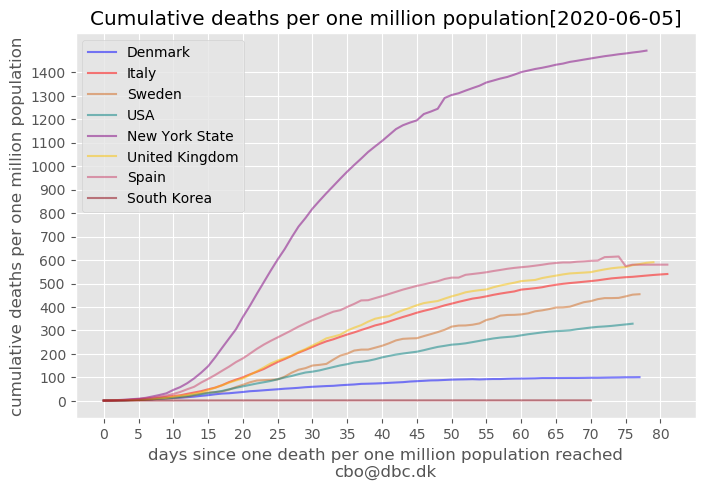 Cumulative deaths per one million population[2020-06-05]
cumulative deaths per one million population
Denmark
Italy
Sweden
USA
New York State
United Kingdom
Spain
South Korea
1400
1300
1200
1100
1000
900
800
700
600
500
400
300
200
100
0
0 5 10 15 20 25 30 35 40 45 50 55 60 65 70 75 80
days since one death per one million population reached
cbo@dbc.dk